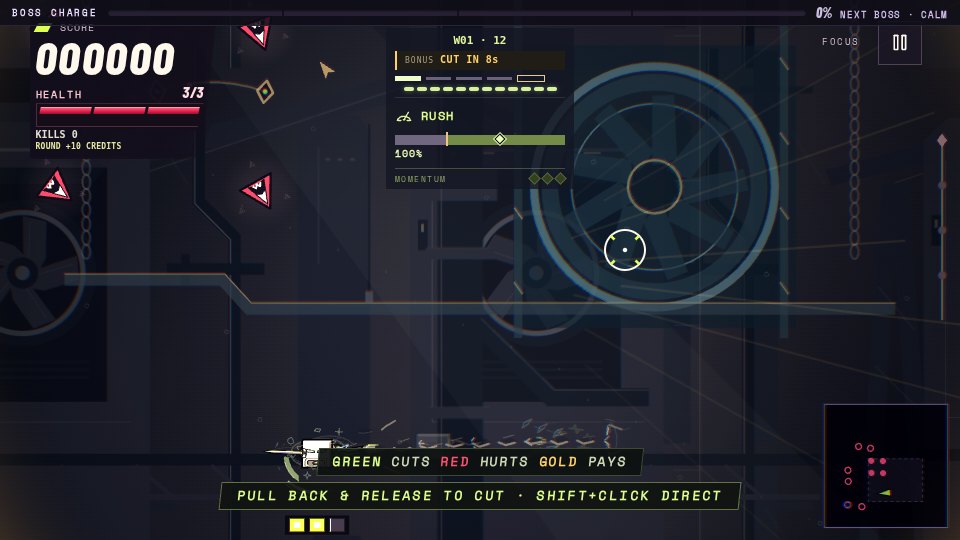 BOSS CHARGE
0% NEXT BOSS · CALM
SCORE
000000
HEALTH 3/3
KILLS 0
ROUND +10 CREDITS
W01 · 12
BONUS CUT IN 8s
RUSH
100%
MOMENTUM
FOCUS
GREEN CUTS RED HURTS GOLD PAYS
PULL BACK & RELEASE TO CUT · SHIFT+CLICK DIRECT